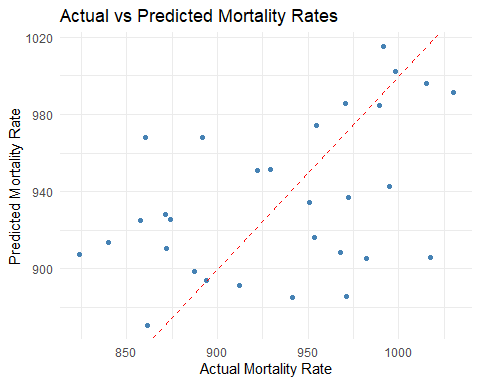 Actual vs Predicted Mortality Rates
1020
980
940
900
Predicted Mortality Rate
850
900
950
1000
Actual Mortality Rate